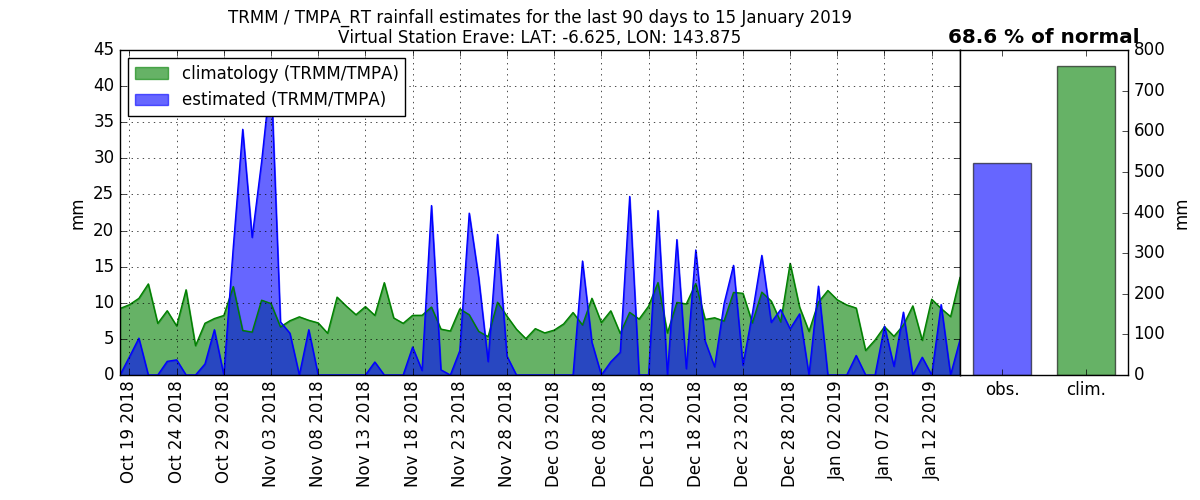 TRMM / TMPA_RT rainfall estimates for the last 90 days to 15 January 2019
Virtual Station Erave: LAT: -6.625, LON: 143.875
68.6 % of normal
climatology (TRMM/TMPA)
estimated (TRMM/TMPA)
mm
45
40
35
30
25
20
15
10
5
0
Oct 19 2018
Oct 24 2018
Oct 29 2018
Nov 03 2018
Nov 08 2018
Nov 13 2018
Nov 18 2018
Nov 23 2018
Nov 28 2018
Dec 03 2018
Dec 08 2018
Dec 13 2018
Dec 18 2018
Dec 23 2018
Dec 28 2018
Jan 02 2019
Jan 07 2019
Jan 12 2019
obs.
clim.
800
700
600
500
400
300
200
100
0
mm